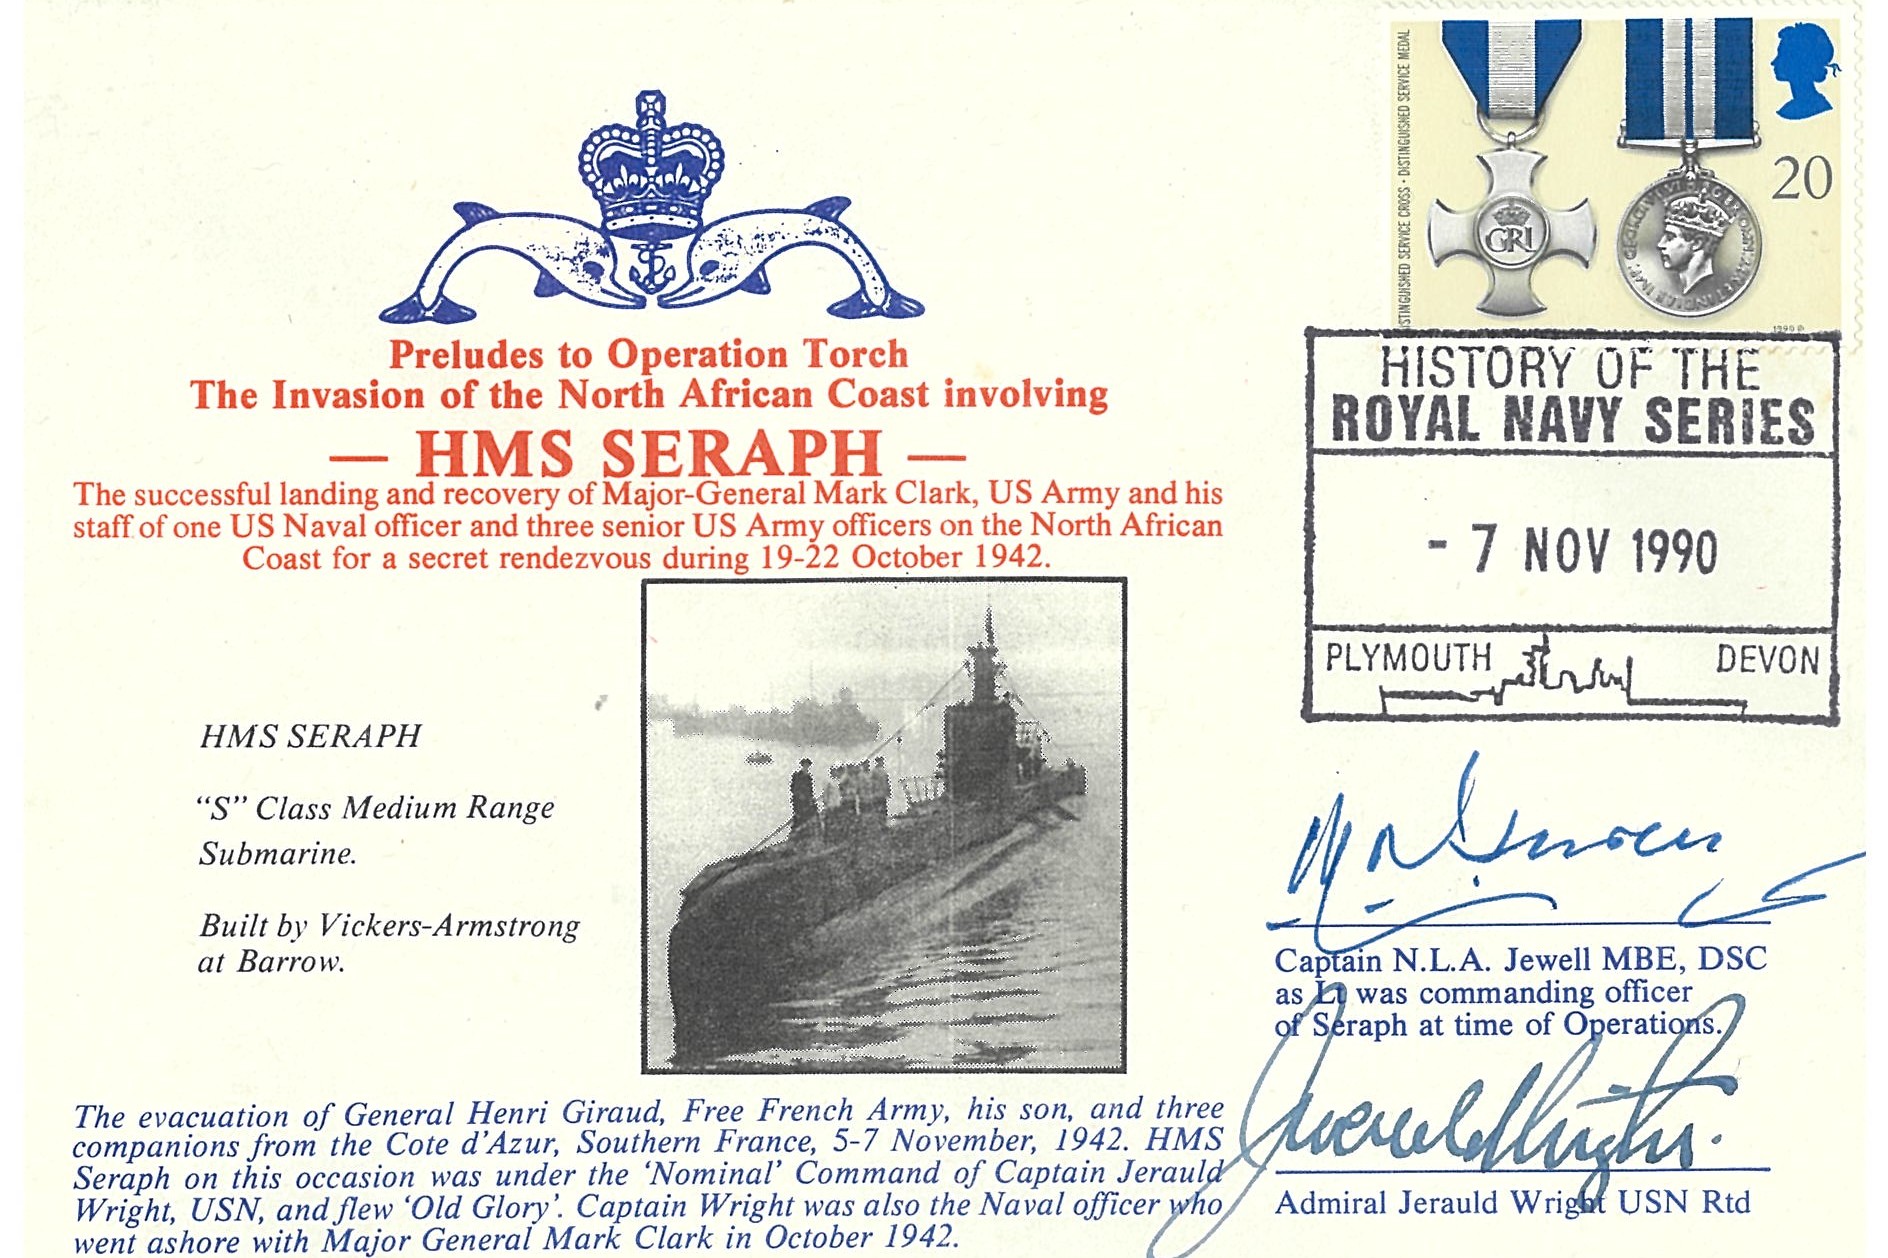 Preludes to Operation Torch
The Invasion of the North African Coast involving
— HMS SERAPH —
The successful landing and recovery of Major-General Mark Clark, US Army and his
staff of one US Naval officer and three senior US Army officers on the North African
Coast for a secret rendezvous during 19-22 October 1942.
HMS SERAPH
“S” Class Medium Range
Submarine.
Built by Vickers-Armstrong
at Barrow.
The evacuation of General Henri Giraud, Free French Army, his son, and three
companions from the Cote d’Azur, Southern France, 5-7 November, 1942. HMS
Seraph on this occasion was under the ‘Nominal’ Command of Captain Jerauld
Wright, USN, and flew ‘Old Glory’. Captain Wright was also the Naval officer who
went ashore with Major General Mark Clark in October 1942.
DISTINGUISHED SERVICE CROSS · DISTINGUISHED SERVICE MEDAL
GRI
20
1990
HISTORY OF THE
ROYAL NAVY SERIES
- 7 NOV 1990
PLYMOUTH DEVON
Captain N.L.A. Jewell MBE, DSC
as Lt was commanding officer
of Seraph at time of Operations.
Jerauld Wright.
Admiral Jerauld Wright USN Rtd